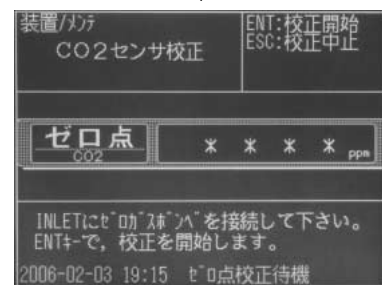 装置/ﾒﾝﾃ
CO2センサ校正
ENT:校正開始
ESC:校正中止
ゼロ点
CO2
* * * * ppm
INLETにｾﾞﾛｶﾞｽﾎﾞﾝﾍﾞを接続して下さい。
ENTｷｰで，校正を開始します。
2006-02-03 19:15 ｾﾞﾛ点校正待機